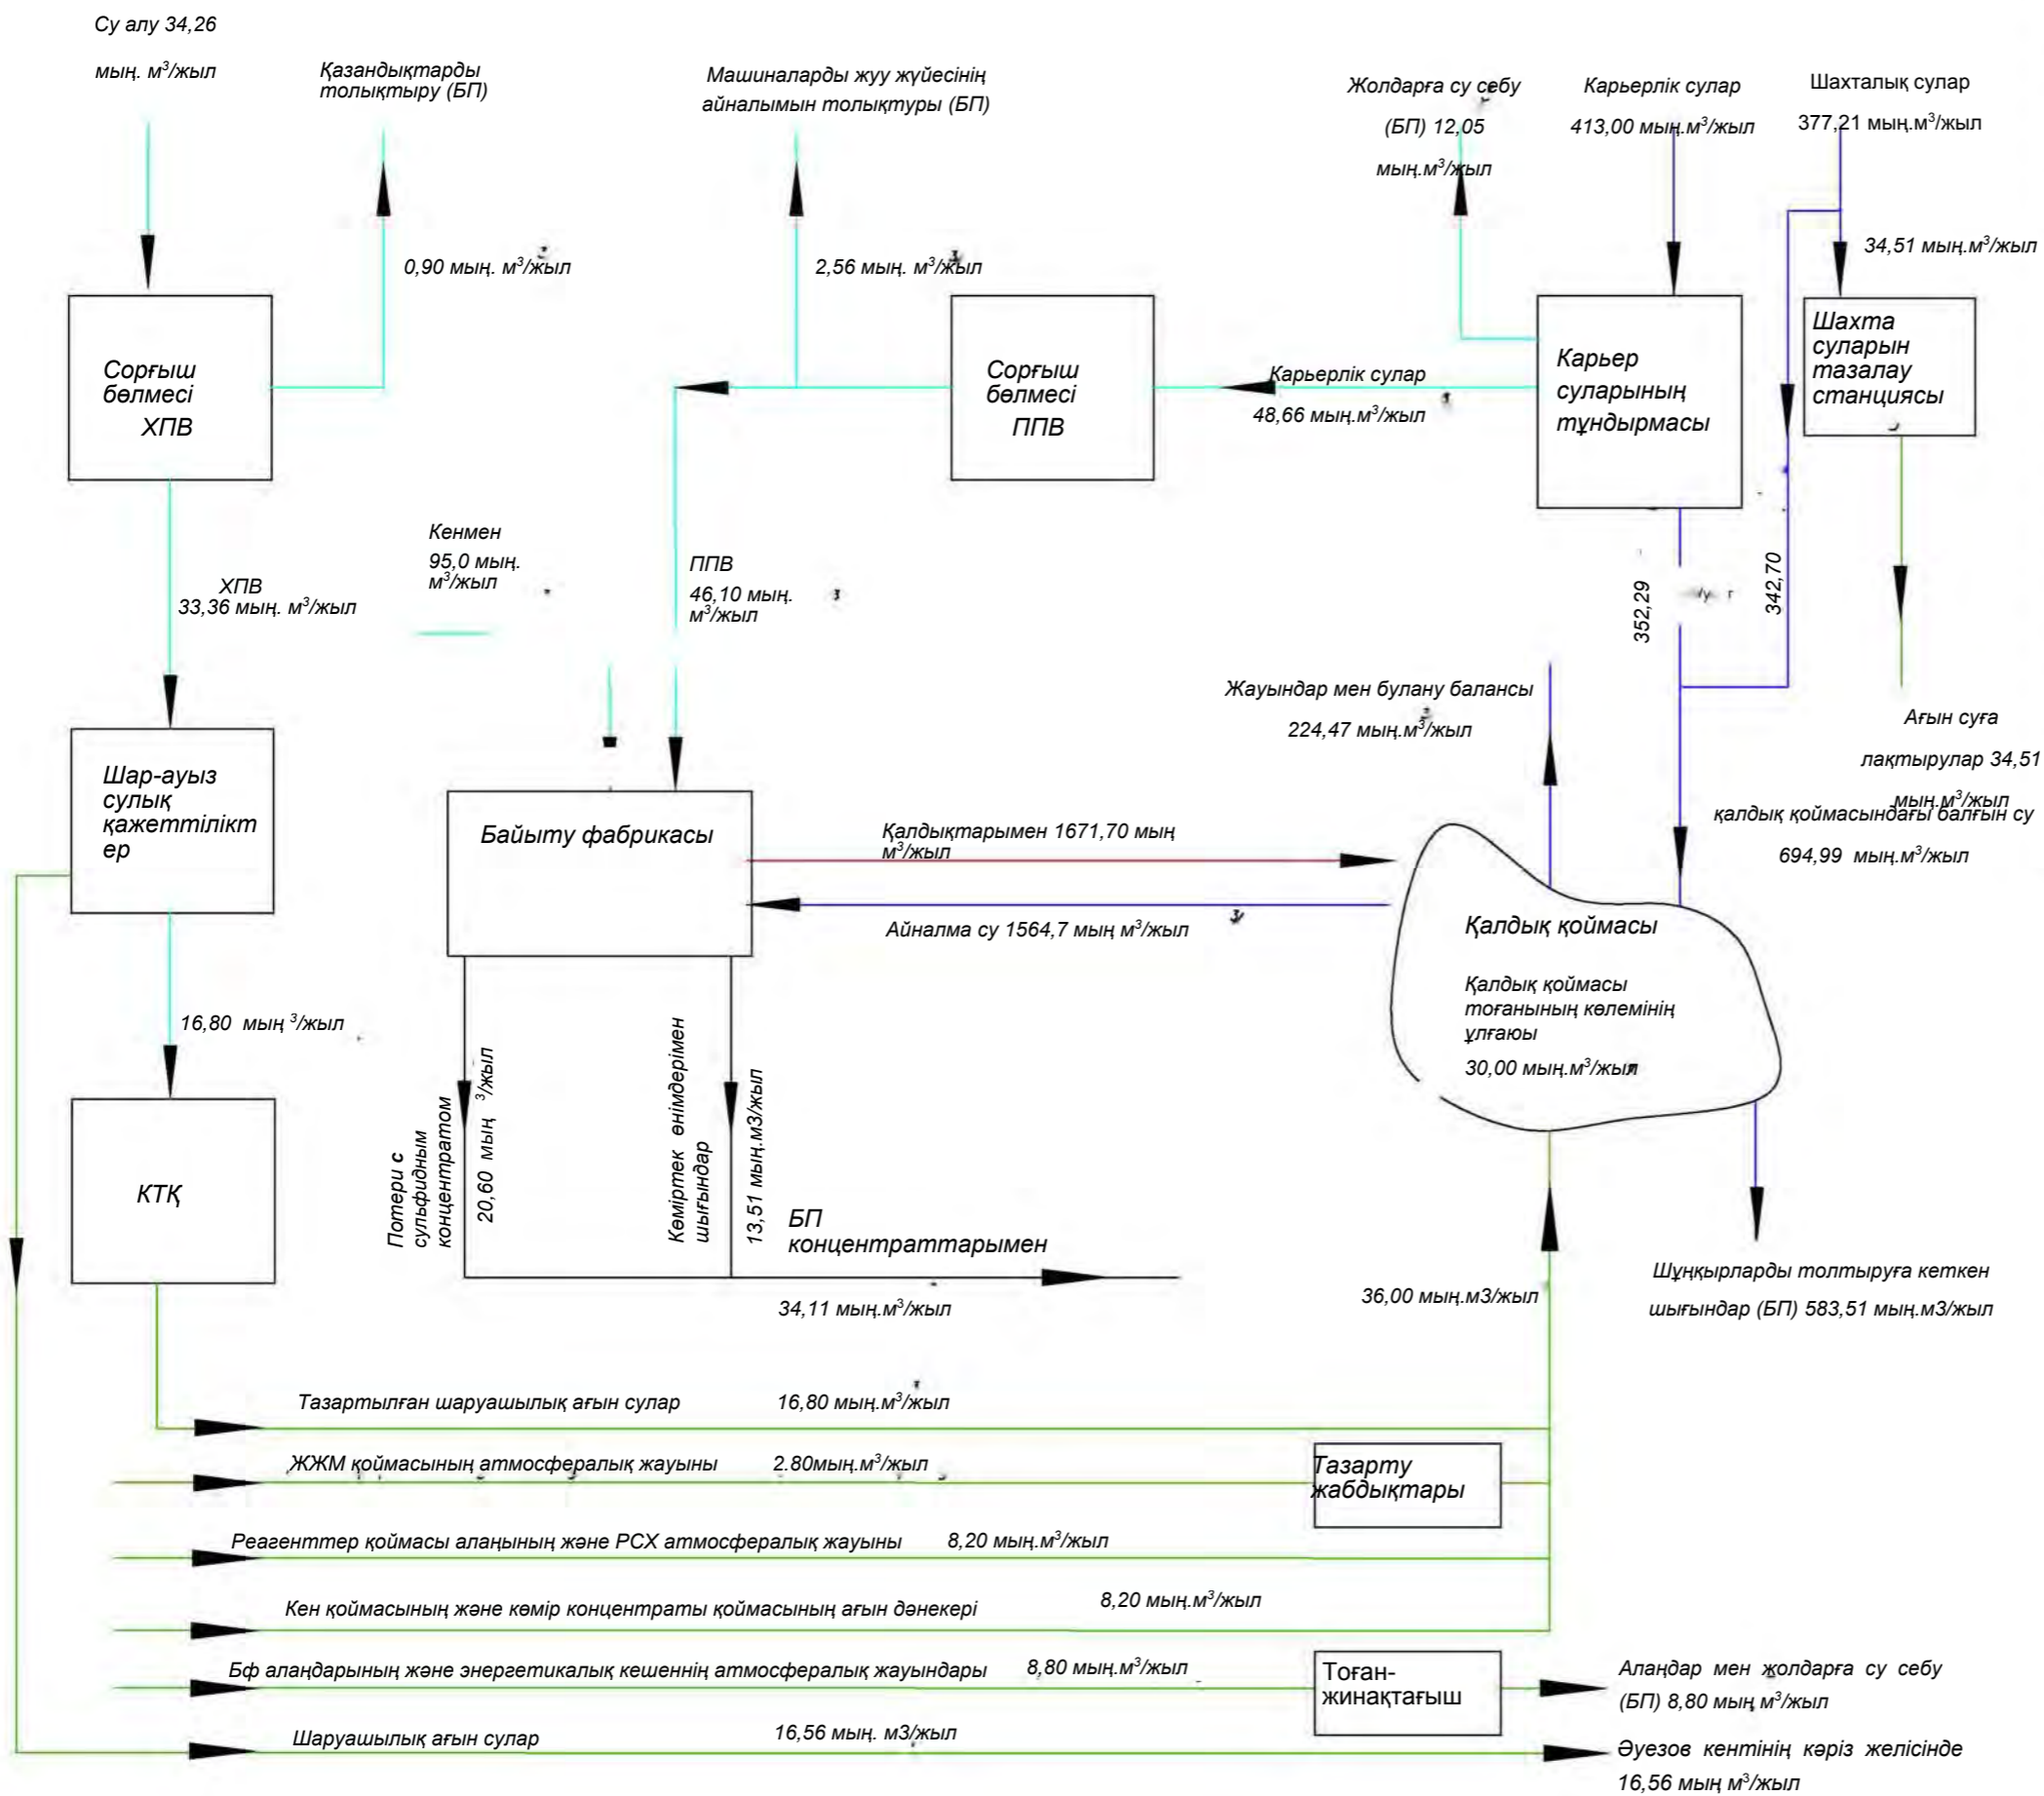 Су алу 34,26
мың. м³/жыл
Қазандықтарды
толықтыру (БП)
Машиналарды жуу жүйесінің
айналымын толықтуры (БП)
Жолдарға су себу
(БП) 12,05
мың.м³/жыл
Карьерлік сулар
413,00 мың.м³/жыл
Шахталық сулар
377,21 мың.м³/жыл
0,90 мың. м³/жыл
2,56 мың. м³/жыл
34,51 мың.м³/жыл
Сорғыш
бөлмесі
ХПВ
Сорғыш
бөлмесі
ППВ
Карьерлік сулар
48,66 мың.м³/жыл
Карьер
суларының
тұндырмасы
Шахта
суларын
тазалау
станциясы
ХПВ
33,36 мың. м³/жыл
Кенмен
95,0 мың.
м³/жыл
ППВ
46,10 мың.
м³/жыл
352,29
342,70
Жауындар мен булану балансы
224,47 мың.м³/жыл
Ағын суға
лақтырулар 34,51
мың.м³/жыл
қалдық қоймасындағы балғын су
694,99 мың.м³/жыл
Шар-ауыз
сулық
қажеттілікт
ер
Байыту фабрикасы
Қалдықтарымен 1671,70 мың
м³/жыл
Айналма су 1564,7 мың м³/жыл
Қалдық қоймасы
Қалдық қоймасы
тоғанының көлемінің
ұлғаюы
30,00 мың.м³/жыл
16,80 мың ³/жыл
КТҚ
Потери с
сульфидным
концентратом
20,60 мың ³/жыл
Көміртек өнімдерімен
шығындар
13,51 мың.м3/жыл
БП
концентраттарымен
34,11 мың.м³/жыл
36,00 мың.м3/жыл
Шұңқырларды толтыруға кеткен
шығындар (БП) 583,51 мың.м3/жыл
Тазартылған шаруашылық ағын сулар 16,80 мың.м³/жыл
ЖЖМ қоймасының атмосфералық жауыны 2.80мың.м³/жыл
Тазарту
жабдықтары
Реагенттер қоймасы алаңының және РСХ атмосфералық жауыны 8,20 мың.м³/жыл
Кен қоймасының және көмір концентраты қоймасының ағын дәнекері 8,20 мың.м³/жыл
Бф алаңдарының және энергетикалық кешеннің атмосфералық жауындары 8,80 мың.м³/жыл
Тоған-
жинақтағыш
Алаңдар мен жолдарға су себу
(БП) 8,80 мың м³/жыл
Шаруашылық ағын сулар 16,56 мың. м3/жыл
Әуезов кентінің кәріз желісінде
16,56 мың м³/жыл